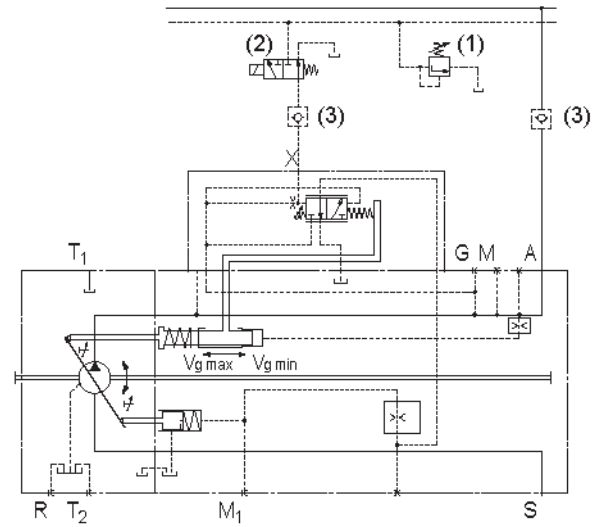 (2) (1)
(3) (3)
X
T1 G M A
Vg max Vg min
R T2 M1 S